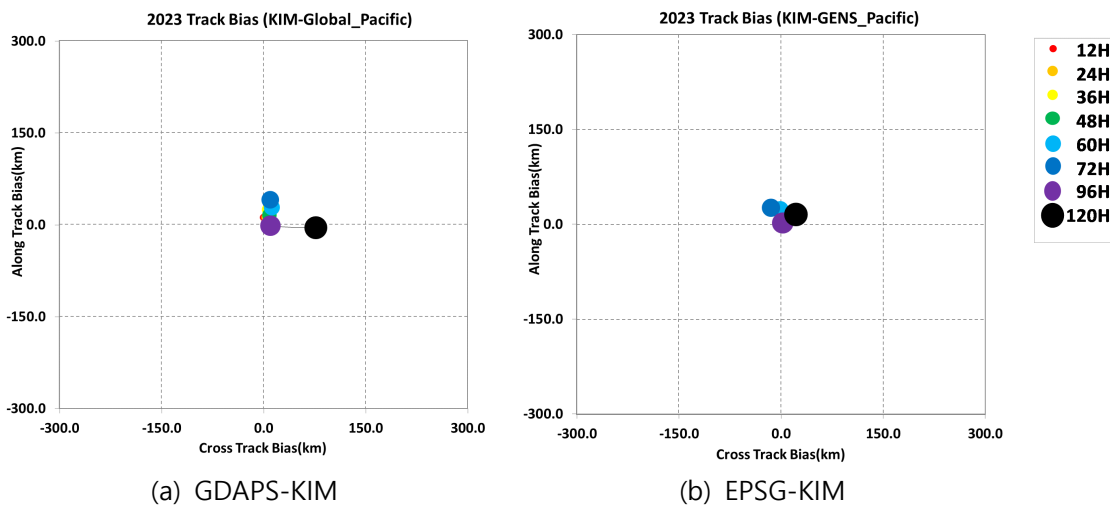 2023 Track Bias (KIM-Global_Pacific)
300.0
150.0
0.0
-150.0
-300.0
Along Track Bias(km)
-300.0 -150.0 0.0 150.0 300.0
Cross Track Bias(km)
(a) GDAPS-KIM
2023 Track Bias (KIM-GENS_Pacific)
300.0
150.0
0.0
-150.0
-300.0
Along Track Bias(km)
-300.0 -150.0 0.0 150.0 300.0
Cross Track Bias(km)
(b) EPSG-KIM
12H
24H
36H
48H
60H
72H
96H
120H